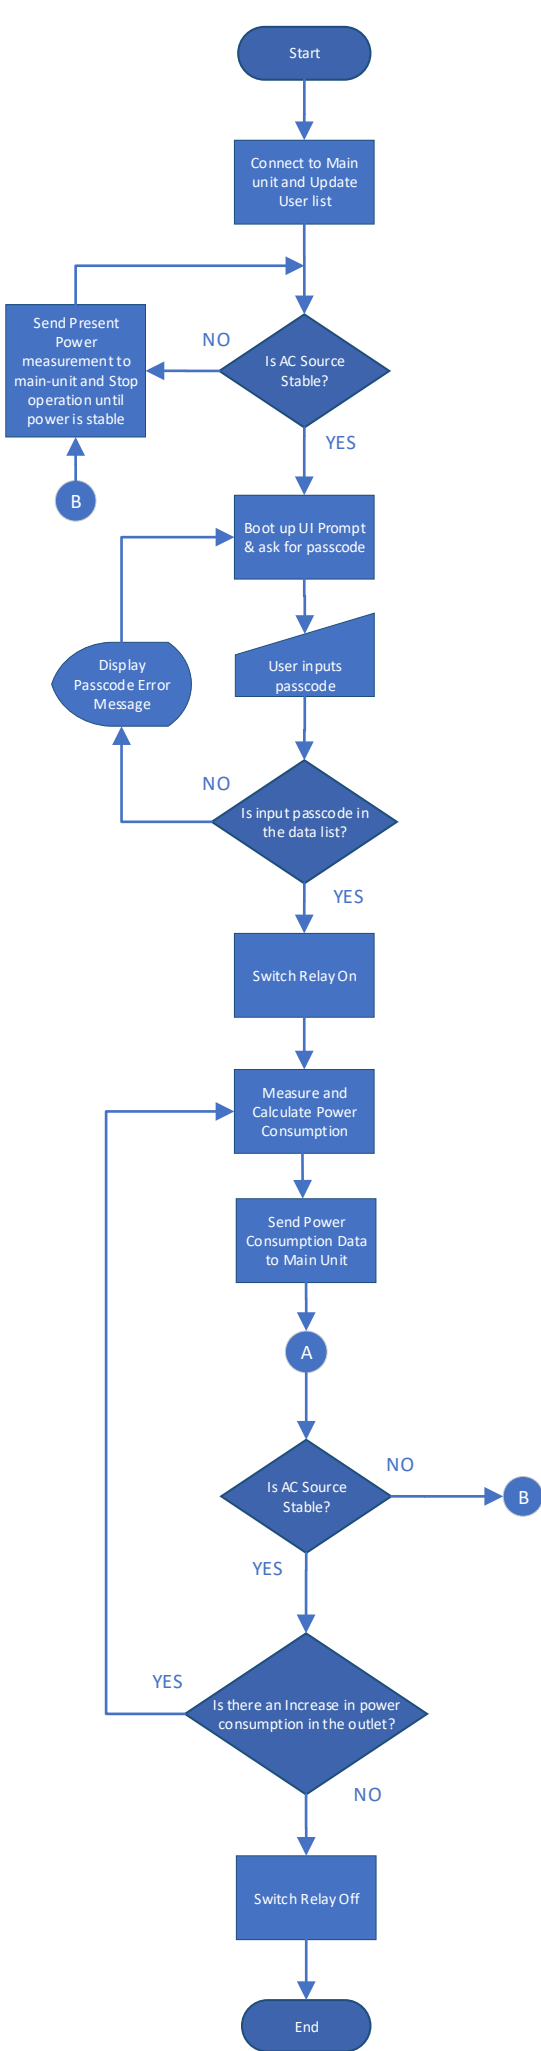 Start
Connect to Main
unit and Update
User list
Send Present
Power
measurement to
main-unit and Stop
operation until
power is stable
NO
Is AC Source
Stable?
YES
B
Boot up UI Prompt
& ask for passcode
Display
Passcode Error
Message
User inputs
passcode
NO
Is input passcode in
the data list?
YES
Switch Relay On
Measure and
Calculate Power
Consumption
Send Power
Consumption Data
to Main Unit
A
Is AC Source
Stable?
NO
B
YES
YES
Is there an Increase in power
consumption in the outlet?
NO
Switch Relay Off
End